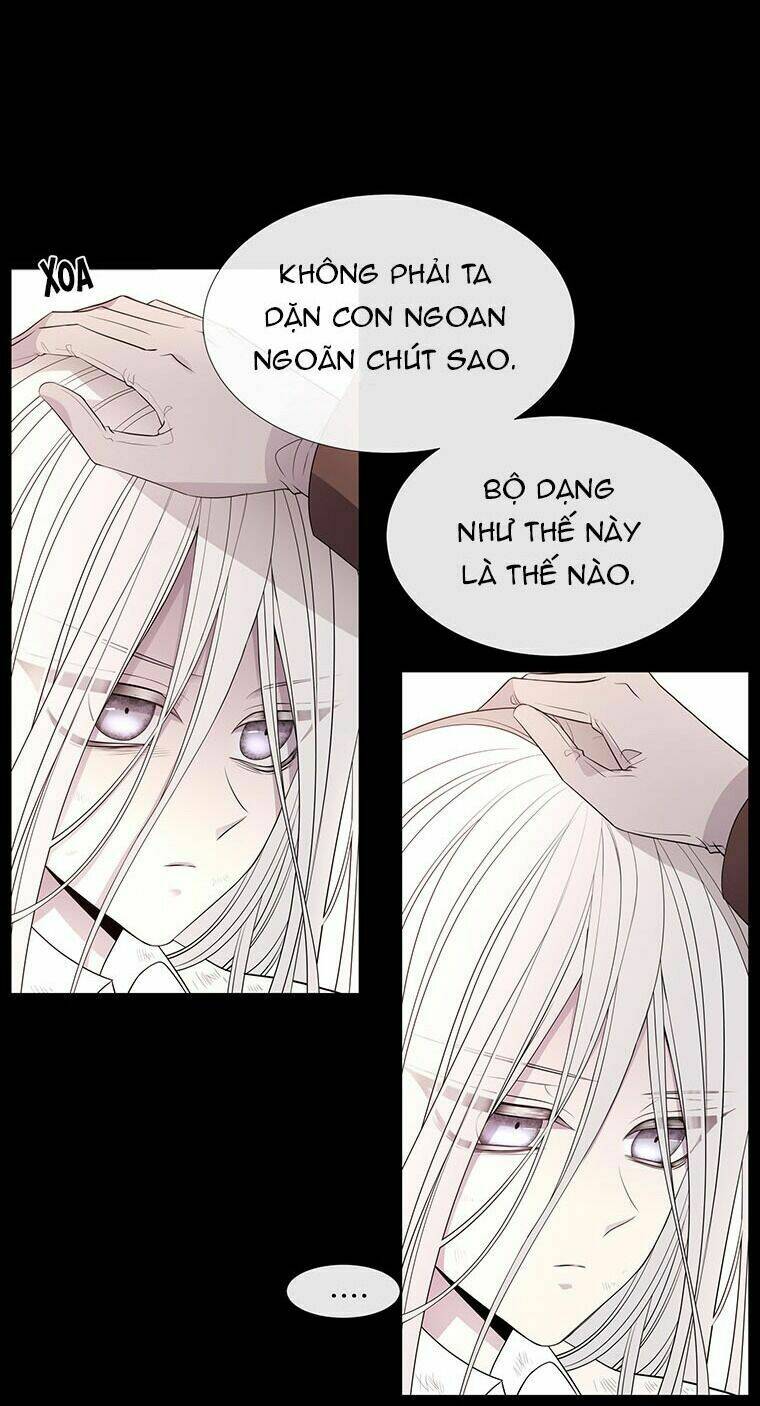 XOA
KHÔNG PHẢI TA
DẶN CON NGOAN
NGOÃN CHÚT SAO.
BỘ DẠNG
NHƯ THẾ NÀY
LÀ THẾ NÀO.
....